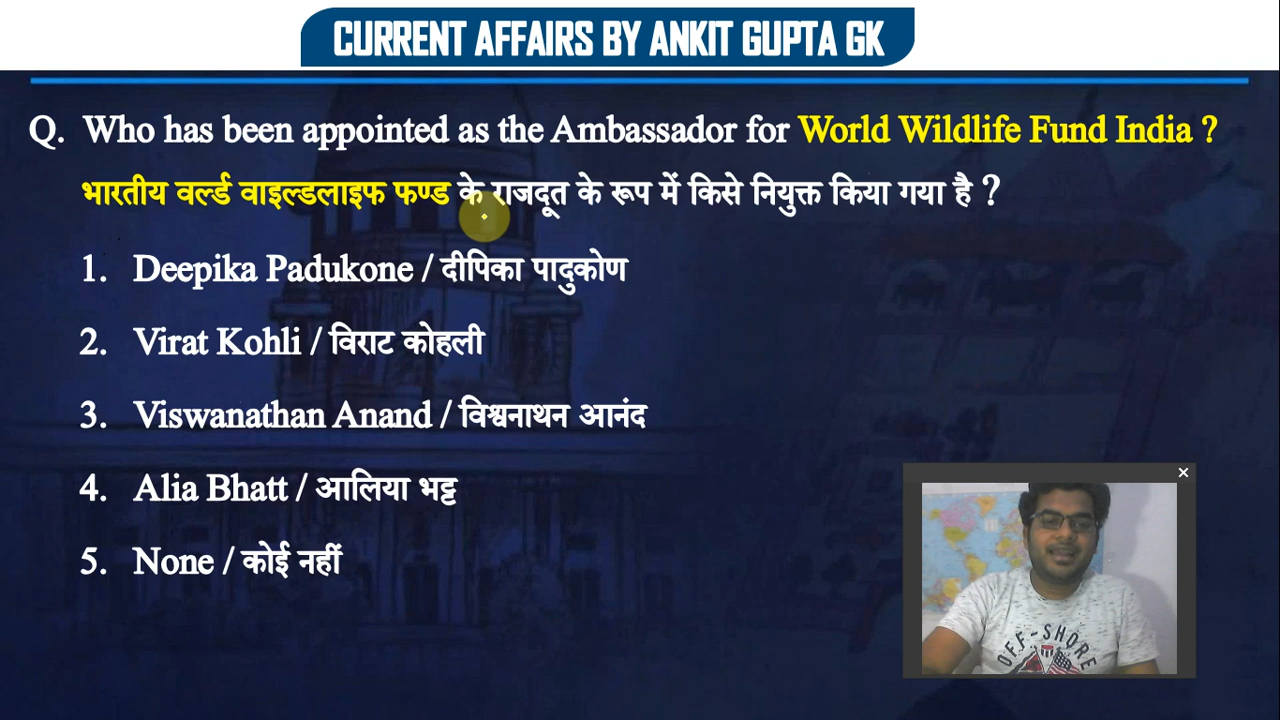 CURRENT AFFAIRS BY ANKIT GUPTA GK
Q. Who has been appointed as the Ambassador for World Wildlife Fund India ?
भारतीय वर्ल्ड वाइल्डलाइफ फण्ड के राजदूत के रूप में किसे नियुक्त किया गया है ?
1. Deepika Padukone / दीपिका पादुकोण
2. Virat Kohli / विराट कोहली
3. Viswanathan Anand / विश्वनाथन आनंद
4. Alia Bhatt / आलिया भट्ट
5. None / कोई नहीं
OFF-SHORE